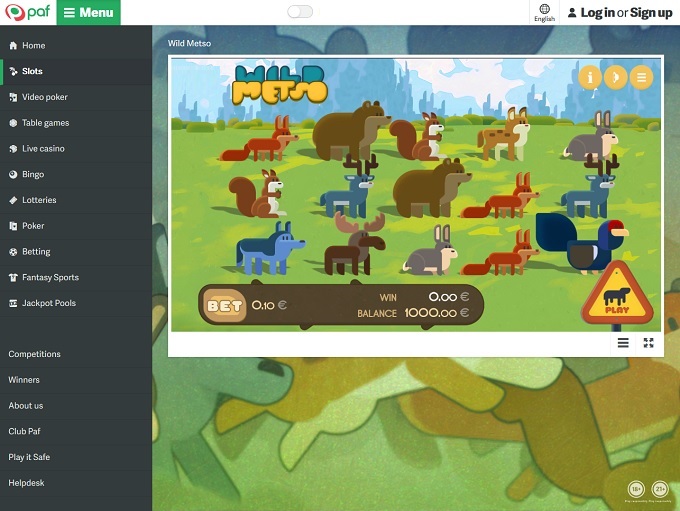 paf
Menu
English
Log in or Sign up
Home
Slots
Video poker
Table games
Live casino
Bingo
Lotteries
Poker
Betting
Fantasy Sports
Jackpot Pools
Competitions
Winners
About us
Club Paf
Play it Safe
Helpdesk
Wild Metso
WILD
METSO
i
BET
0.10 €
WIN 0.00 €
BALANCE 1000.00 €
PLAY
18+
21+